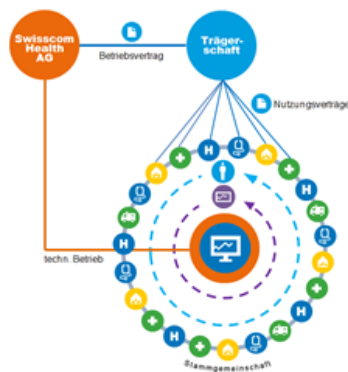 Swisscom
Health
AG
Träger-
schaft
Betriebsvertrag
Nutzungsverträge
H
H
H
H
H
H
techn. Betrieb
Stammgemeinschaft